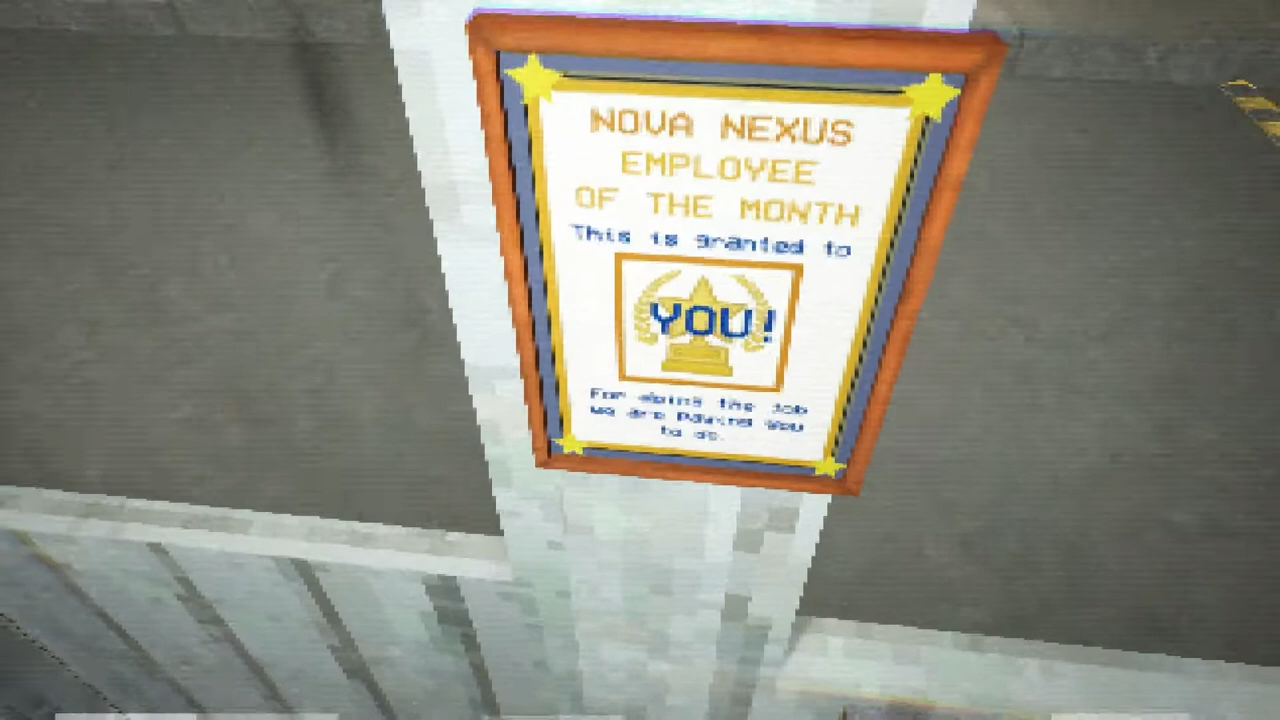 NOVA NEXUS
EMPLOYEE
OF THE MONTH
This is granted to
YOU!
For doing the job
we are paying you
to do.